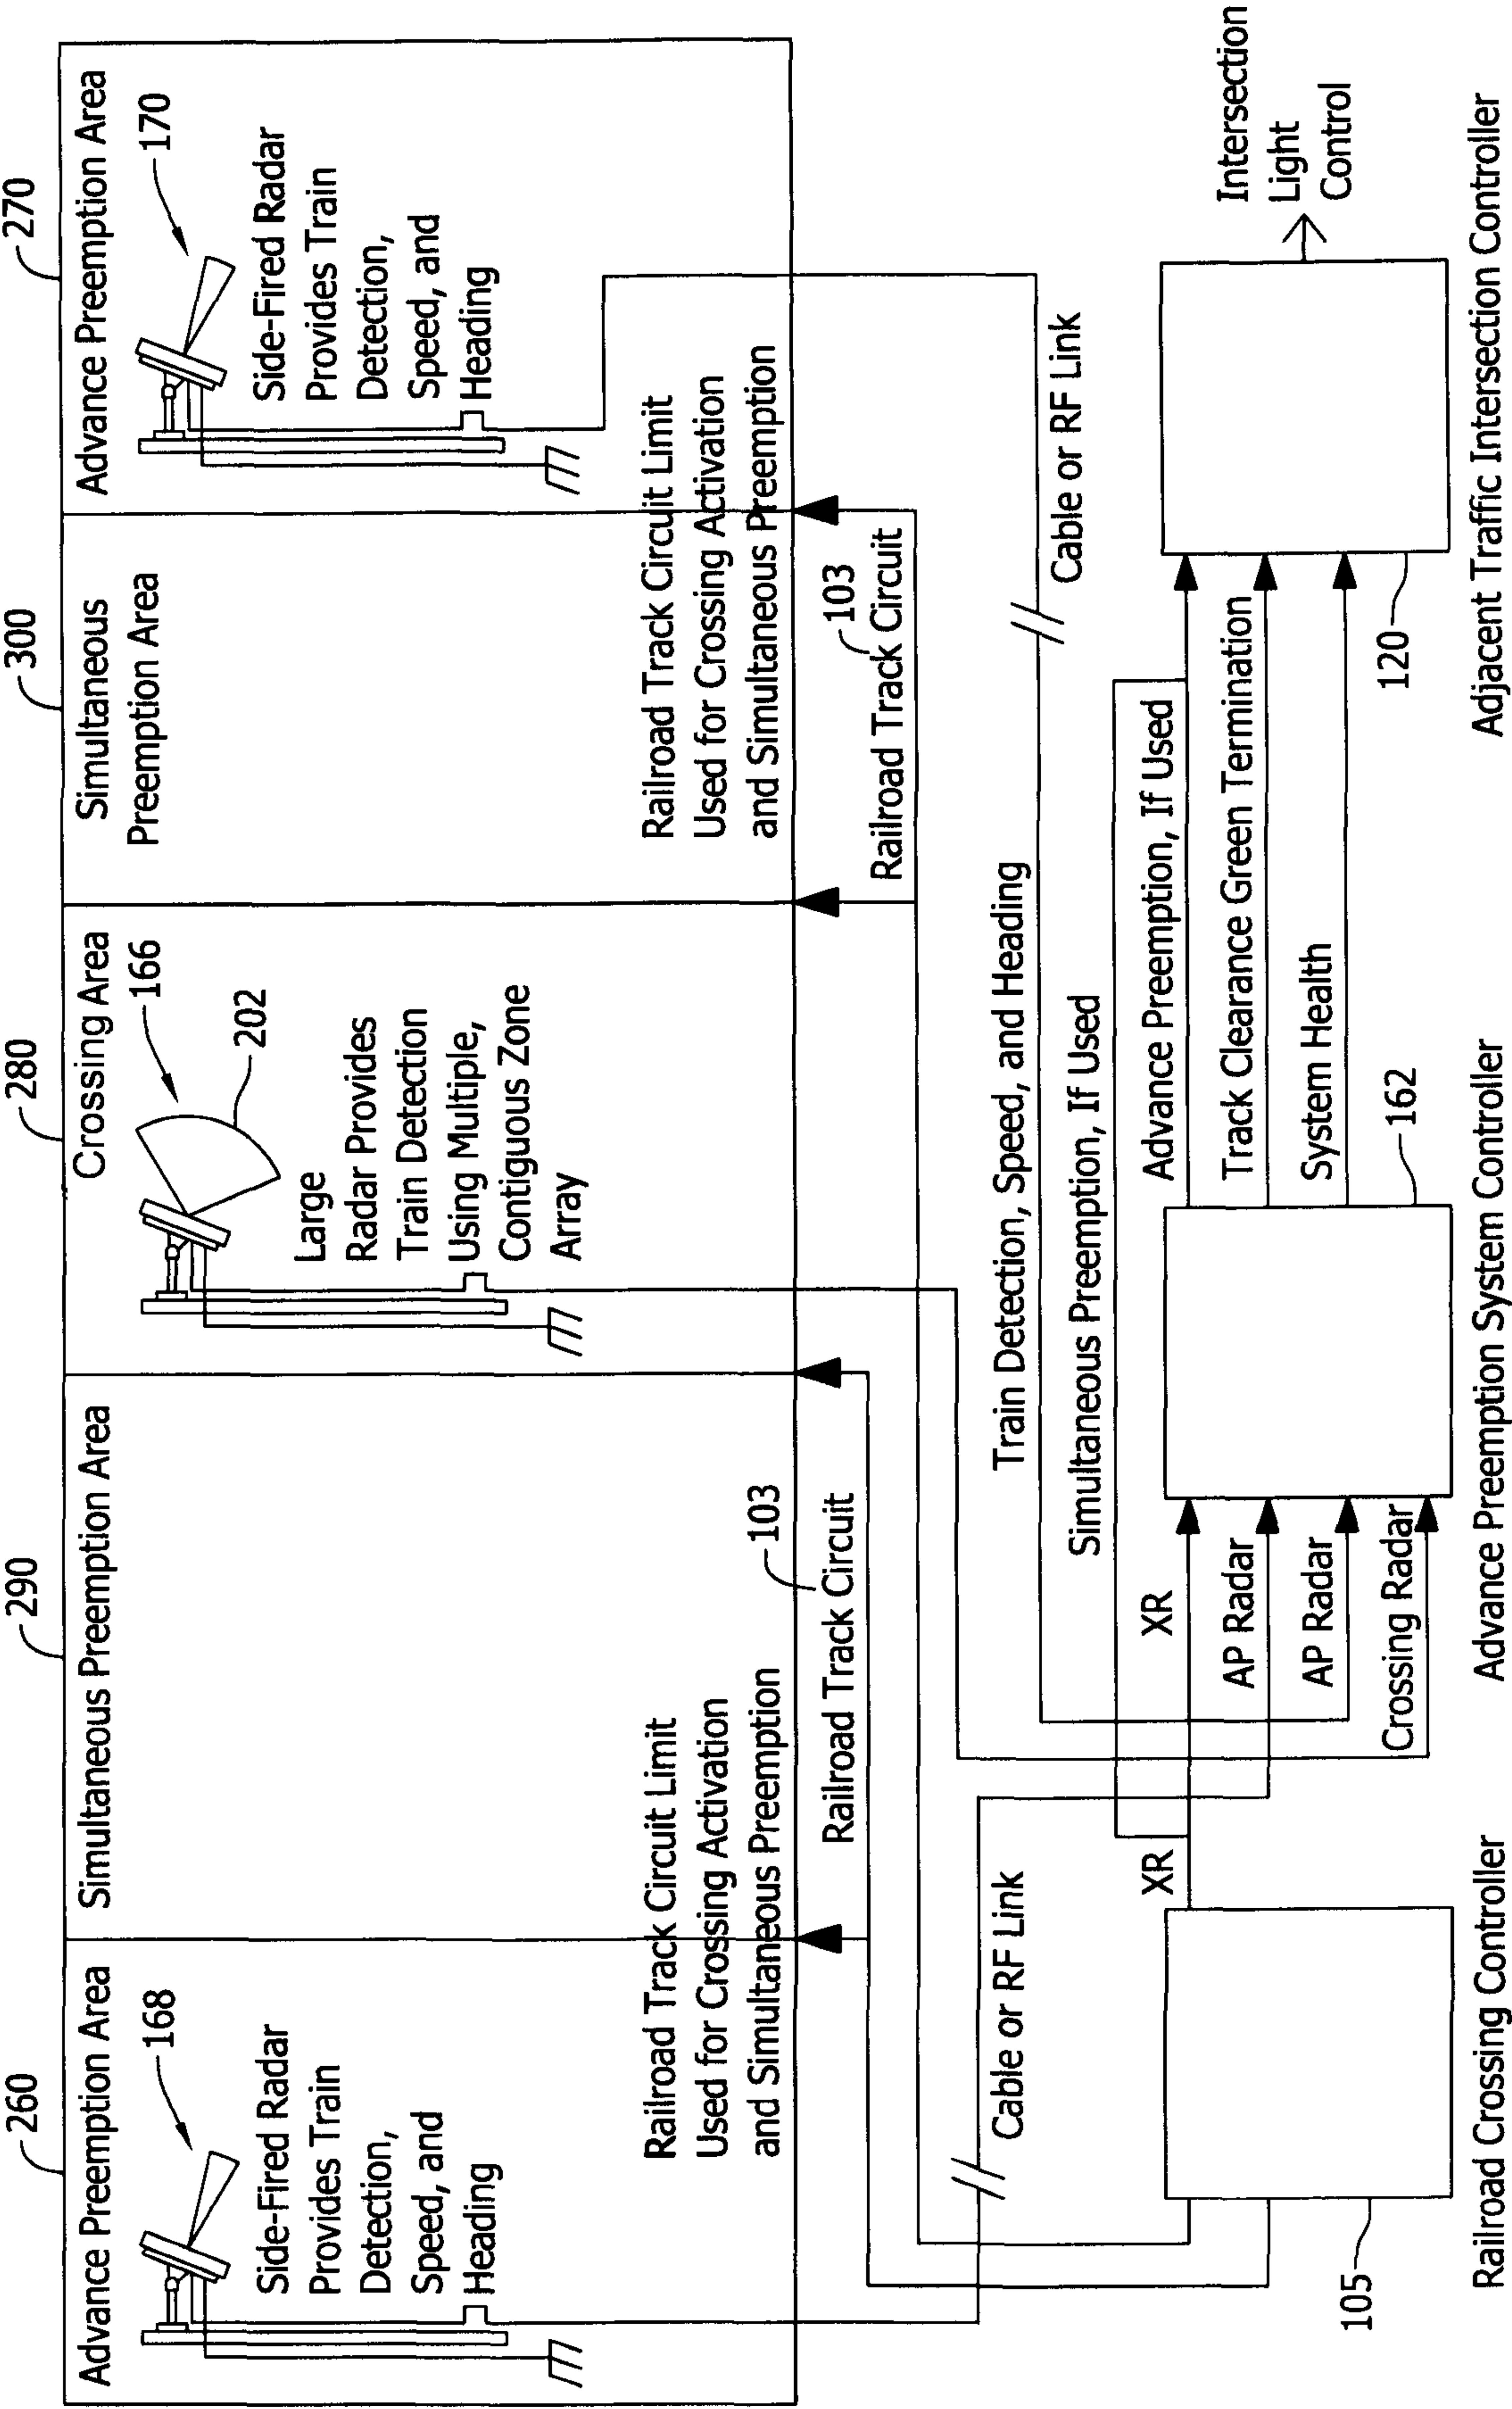 260
290
280
300
270
Advance Preemption Area
Simultaneous Preemption Area
Crossing Area
Simultaneous
Preemption Area
Advance Preemption Area
168
Side-Fired Radar
Provides Train
Detection,
Speed, and
Heading
166
202
Large
Radar Provides
Train Detection
Using Multiple,
Contiguous Zone
Array
170
Side-Fired Radar
Provides Train
Detection,
Speed, and
Heading
Railroad Track Circuit Limit
Used for Crossing Activation
and Simultaneous Preemption
Railroad Track Circuit Limit
Used for Crossing Activation
and Simultaneous Preemption
103
Railroad Track Circuit
103
Railroad Track Circuit
Cable or RF Link
Train Detection, Speed, and Heading
Cable or RF Link
Simultaneous Preemption, If Used
XR
XR
AP Radar
AP Radar
Crossing Radar
Advance Preemption, If Used
Track Clearance Green Termination
System Health
Intersection
Light
Control
105
162
120
Railroad Crossing Controller
Advance Preemption System Controller
Adjacent Traffic Intersection Controller